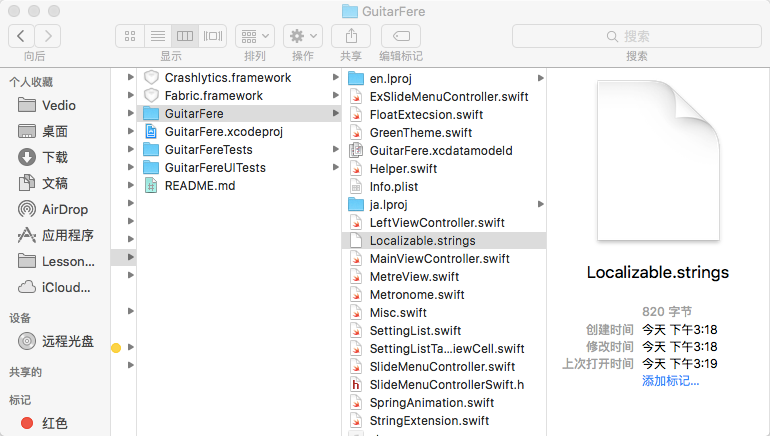 GuitarFere
向后
显示
排列
操作
共享
编辑标记
搜索
搜索
个人收藏
Vedio
桌面
下载
文稿
AirDrop
应用程序
Lesson...
iCloud...
设备
远程光盘
共享的
标记
红色
Crashlytics.framework
Fabric.framework
GuitarFere
GuitarFere.xcodeproj
GuitarFereTests
GuitarFereUITests
README.md
en.lproj
ExSlideMenuController.swift
FloatExtecsion.swift
GreenTheme.swift
GuitarFere.xcdatamodeld
Helper.swift
Info.plist
ja.lproj
LeftViewController.swift
Localizable.strings
MainViewController.swift
MetreView.swift
Metronome.swift
Misc.swift
SettingList.swift
SettingListTa...iewCell.swift
SlideMenuController.swift
SlideMenuControllerSwift.h
SpringAnimation.swift
StringExtension.swift
Localizable.strings
820 字节
创建时间 今天 下午3:18
修改时间 今天 下午3:18
上次打开时间 今天 下午3:19
添加标记...